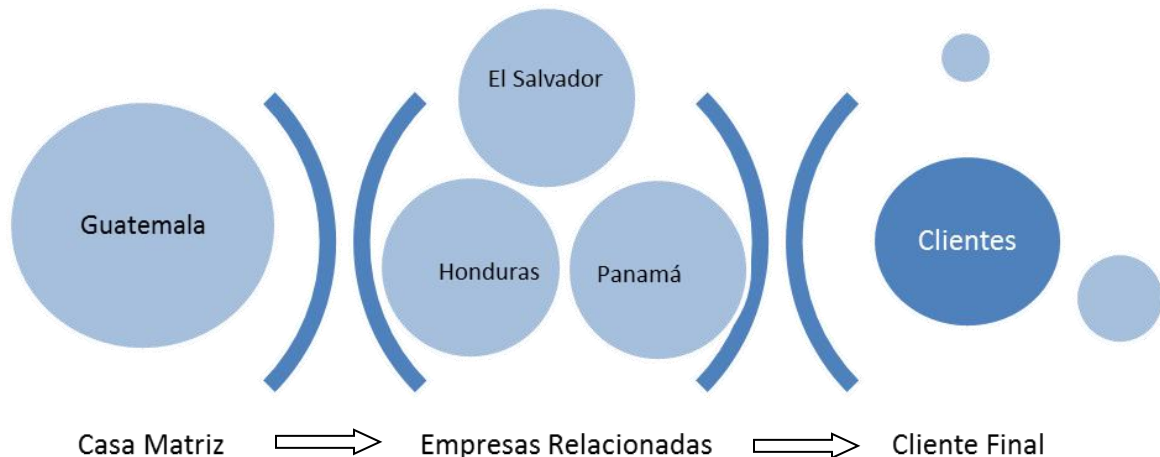 El Salvador
Guatemala
Honduras
Panamá
Clientes
Casa Matriz
Empresas Relacionadas
Cliente Final